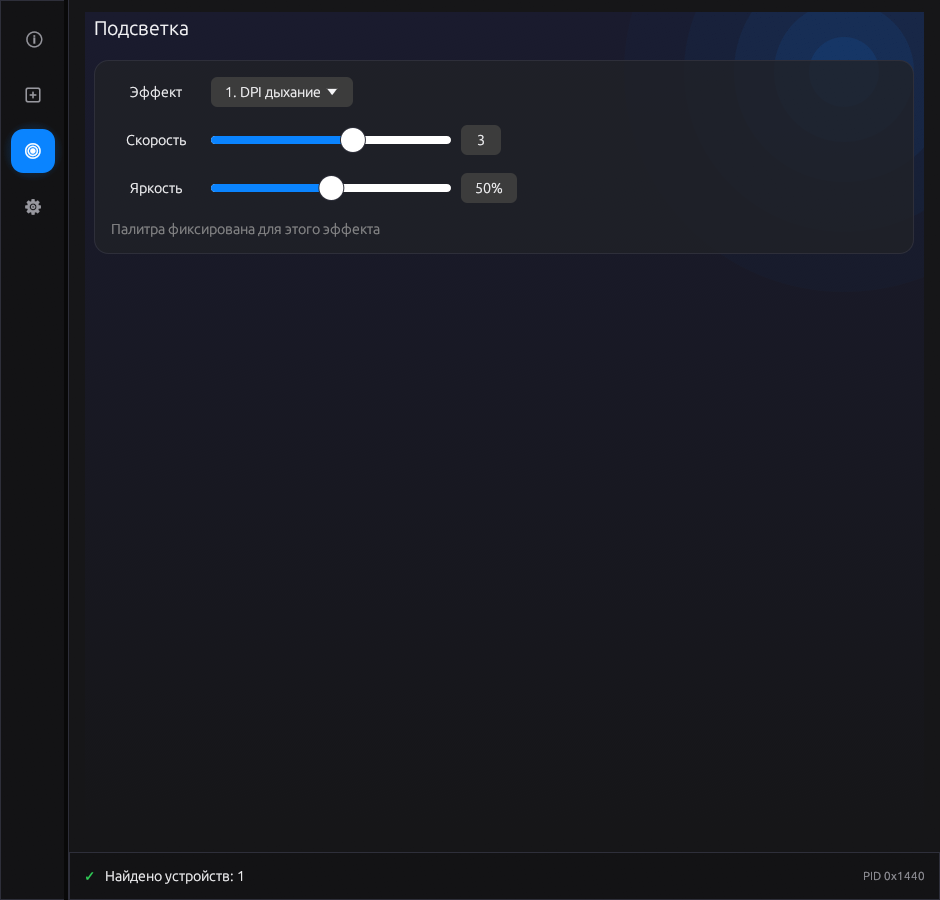 Подсветка
Эффект 1. DPI дыхание
Скорость 3
Яркость 50%
Палитра фиксирована для этого эффекта
✓ Найдено устройств: 1 PID 0x1440